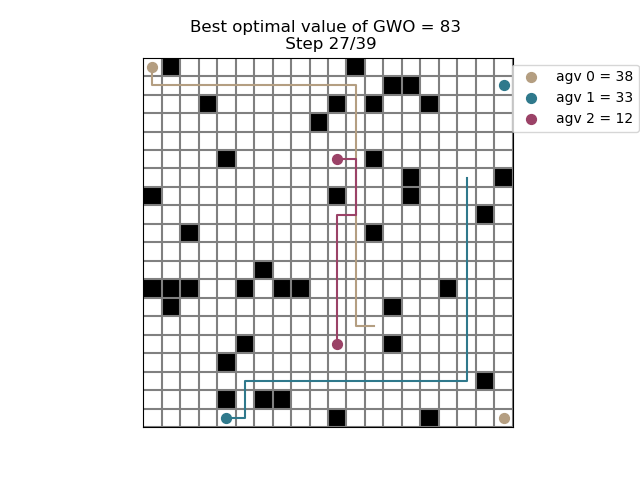 Best optimal value of GWO = 83
Step 27/39
agv 0 = 38
agv 1 = 33
agv 2 = 12